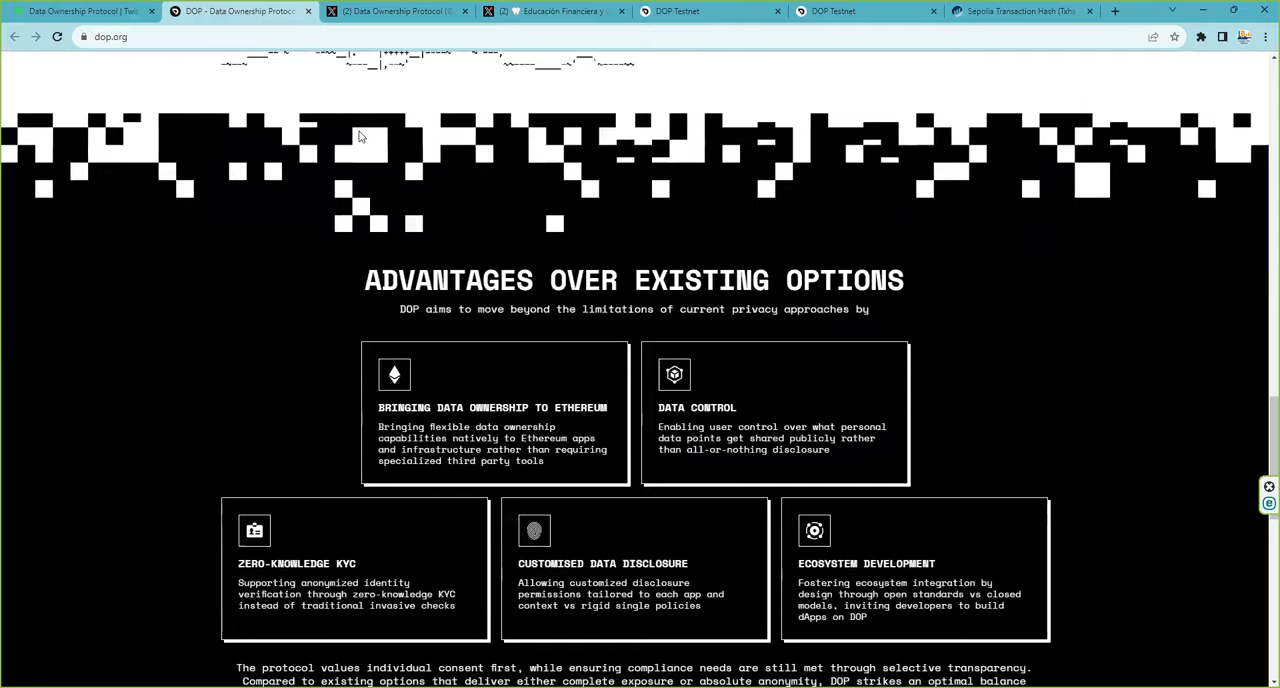 Data Ownership Protocol | Twit
DOP - Data Ownership Protoco
(2) Data Ownership Protocol (@
(2) 🦷 Educación Financiera y
DOP Testnet
DOP Testnet
Sepolia Transaction Hash (Txhas
dop.org
ADVANTAGES OVER EXISTING OPTIONS
DOP aims to move beyond the limitations of current privacy approaches by
BRINGING DATA OWNERSHIP TO ETHEREUM
Bringing flexible data ownership
capabilities natively to Ethereum apps
and infrastructure rather than requiring
specialized third party tools
DATA CONTROL
Enabling user control over what personal
data points get shared publicly rather
than all-or-nothing disclosure
ZERO-KNOWLEDGE KYC
Supporting anonymized identity
verification through zero-knowledge KYC
instead of traditional invasive checks
CUSTOMISED DATA DISCLOSURE
Allowing customized disclosure
permissions tailored to each app and
context vs rigid single policies
ECOSYSTEM DEVELOPMENT
Fostering ecosystem integration by
design through open standards vs closed
models, inviting developers to build
dApps on DOP
The protocol values individual consent first, while ensuring compliance needs are still met through selective transparency.
Compared to existing options that deliver either complete exposure or absolute anonymity, DOP strikes an optimal balance